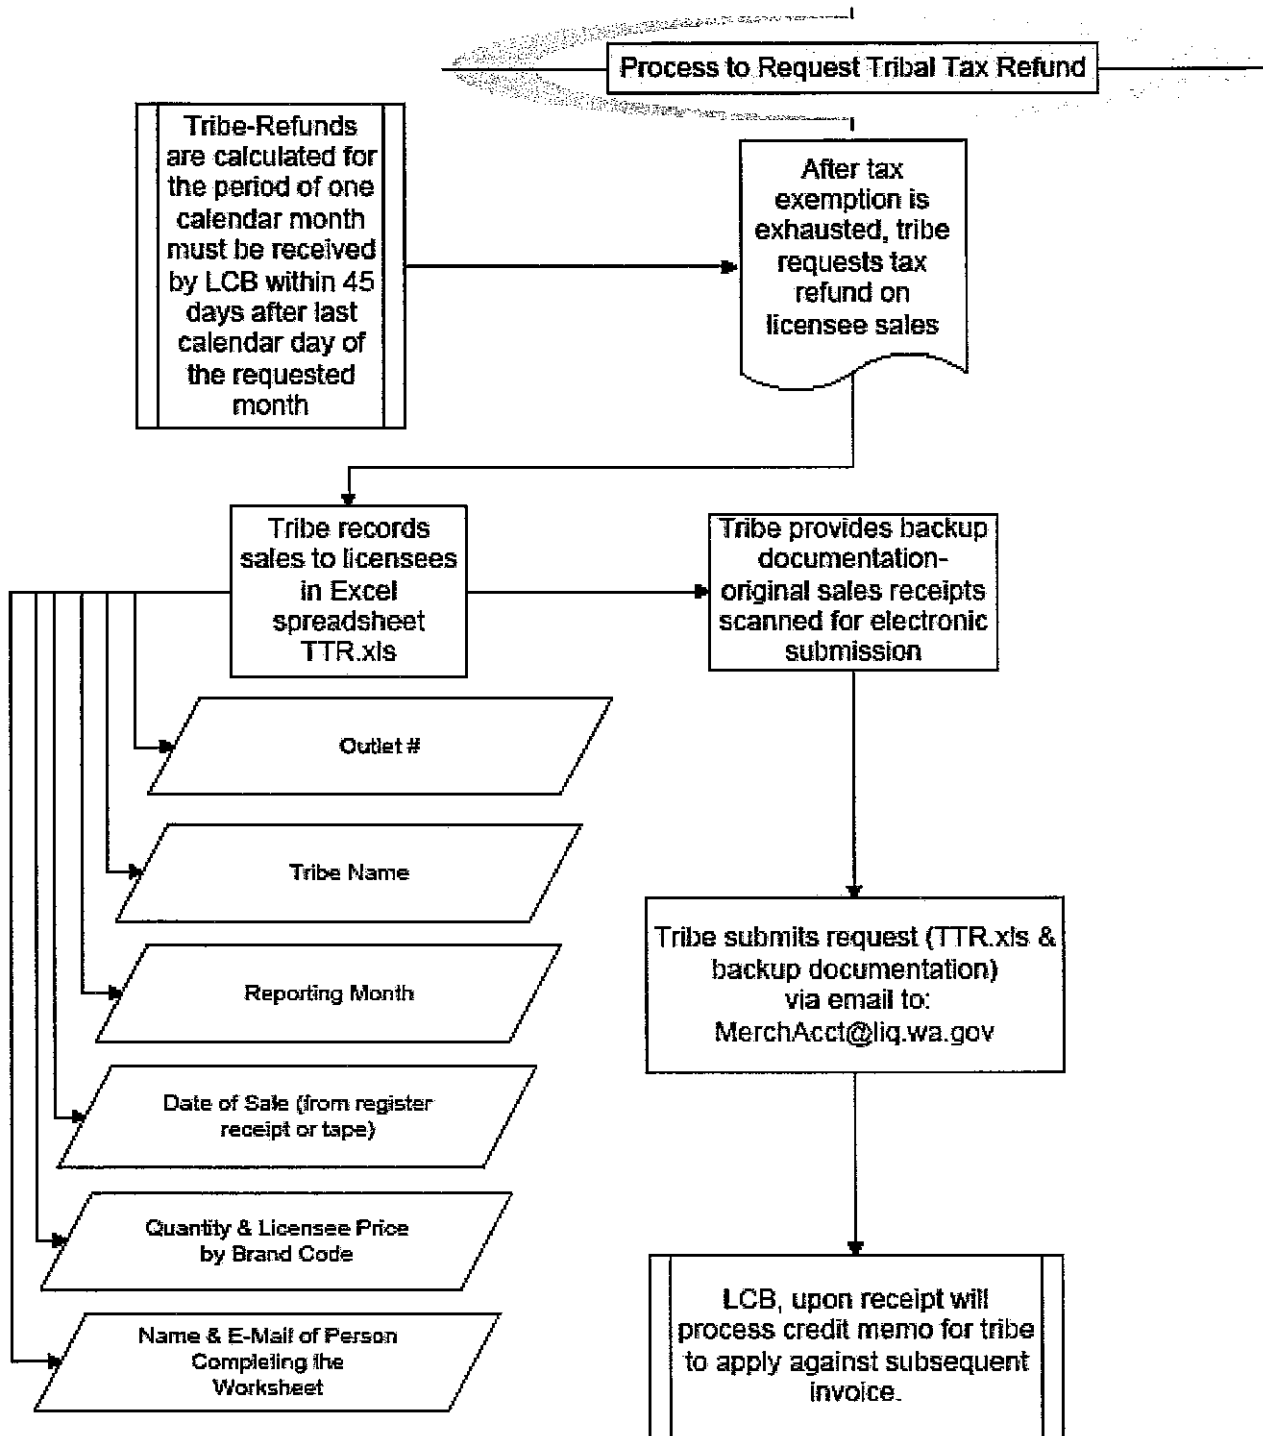 Process to Request Tribal Tax Refund
Tribe-Refunds
are calculated for
the period of one
calendar month
must be received
by LCB within 45
days after last
calendar day of
the requested
month
After tax
exemption is
exhausted, tribe
requests tax
refund on
licensee sales
Tribe records
sales to licensees
in Excel
spreadsheet
TTR.xls
Tribe provides backup
documentation-
original sales receipts
scanned for electronic
submission
Outlet #
Tribe Name
Reporting Month
Date of Sale (from register
receipt or tape)
Quantity & Licensee Price
by Brand Code
Name & E-Mail of Person
Completing the
Worksheet
Tribe submits request (TTR.xls &
backup documentation)
via email to:
MerchAcct@liq.wa.gov
LCB, upon receipt will
process credit memo for tribe
to apply against subsequent
invoice.